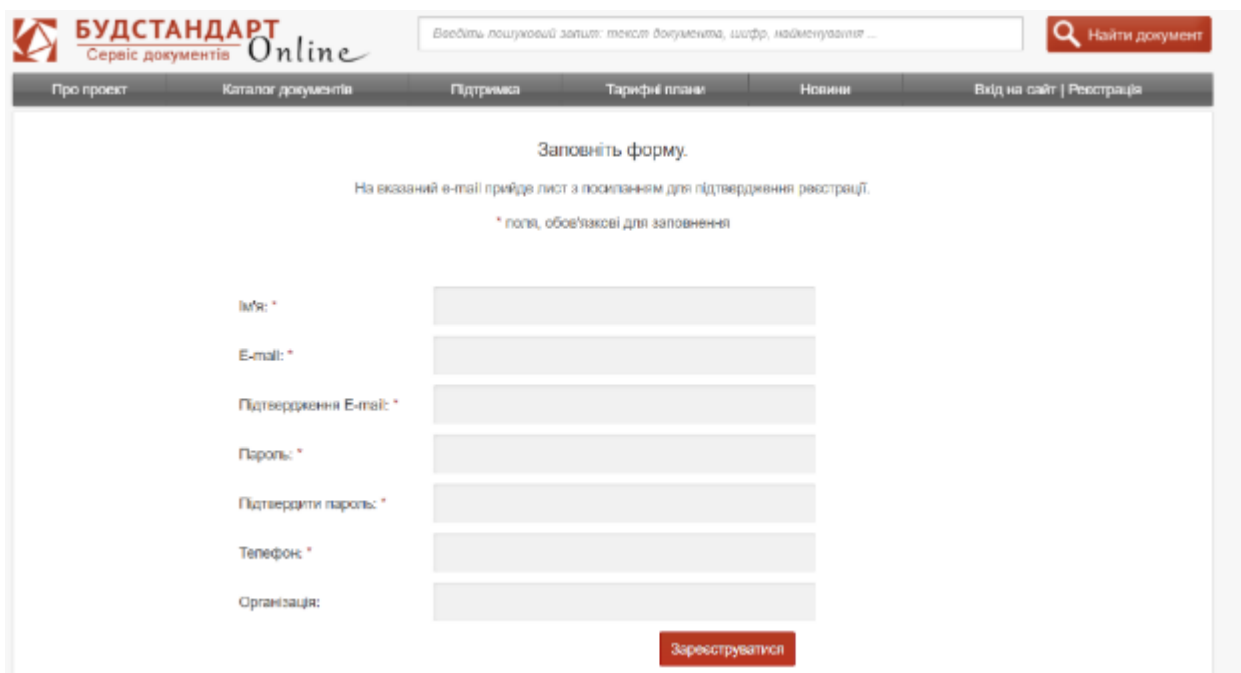 БУДСТАНДАРТ
Сервіс документів Online
Введіть пошуковий запит: текст документа, шифр, найменування ...
Найти документ
Про проект Каталог документів Підтримка Тарифні плани Новини Вхід на сайт | Реєстрація
Заповніть форму.
На вказаний e-mail прийде лист з посиланням для підтвердження реєстрації.
* поля, обов'язкові для заповнення
Ім'я: *
E-mail: *
Підтвердження E-mail: *
Пароль: *
Підтвердити пароль: *
Телефон: *
Організація:
Зареєструватися